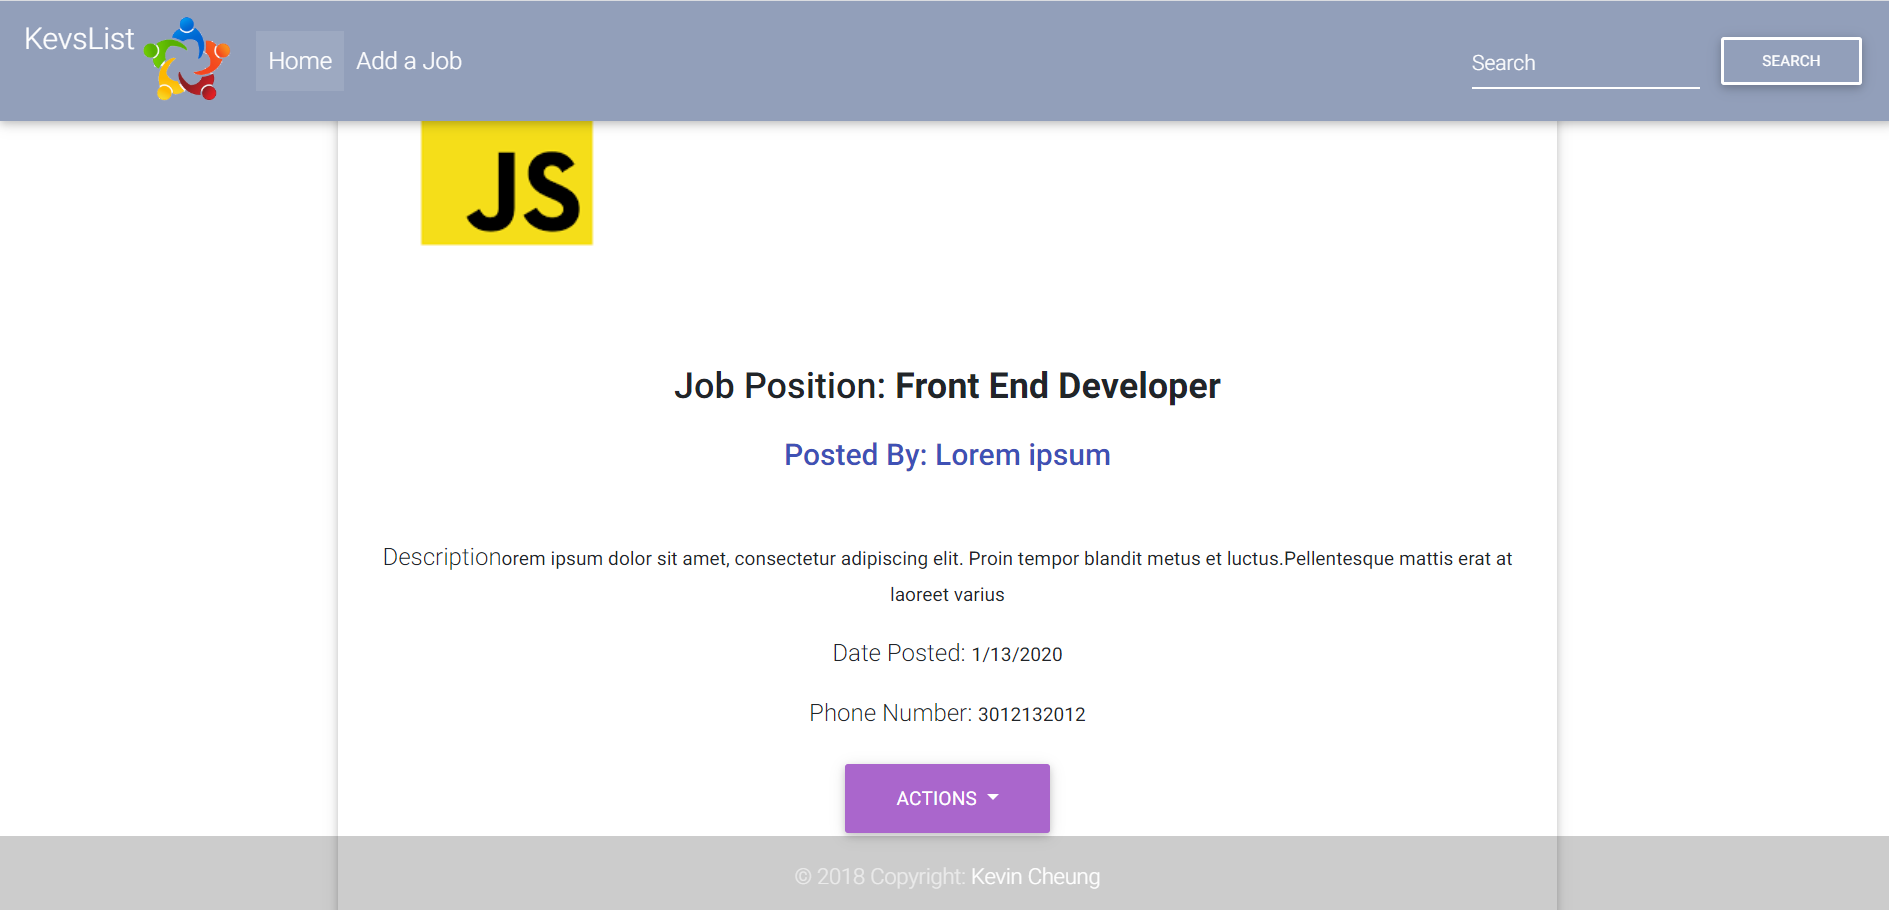 KevsList
Home
Add a Job
Search
SEARCH
JS
Job Position: Front End Developer
Posted By: Lorem ipsum
Descriptionorem ipsum dolor sit amet, consectetur adipiscing elit. Proin tempor blandit metus et luctus.Pellentesque mattis erat at
laoreet varius
Date Posted: 1/13/2020
Phone Number: 3012132012
ACTIONS
© 2018 Copyright: Kevin Cheung